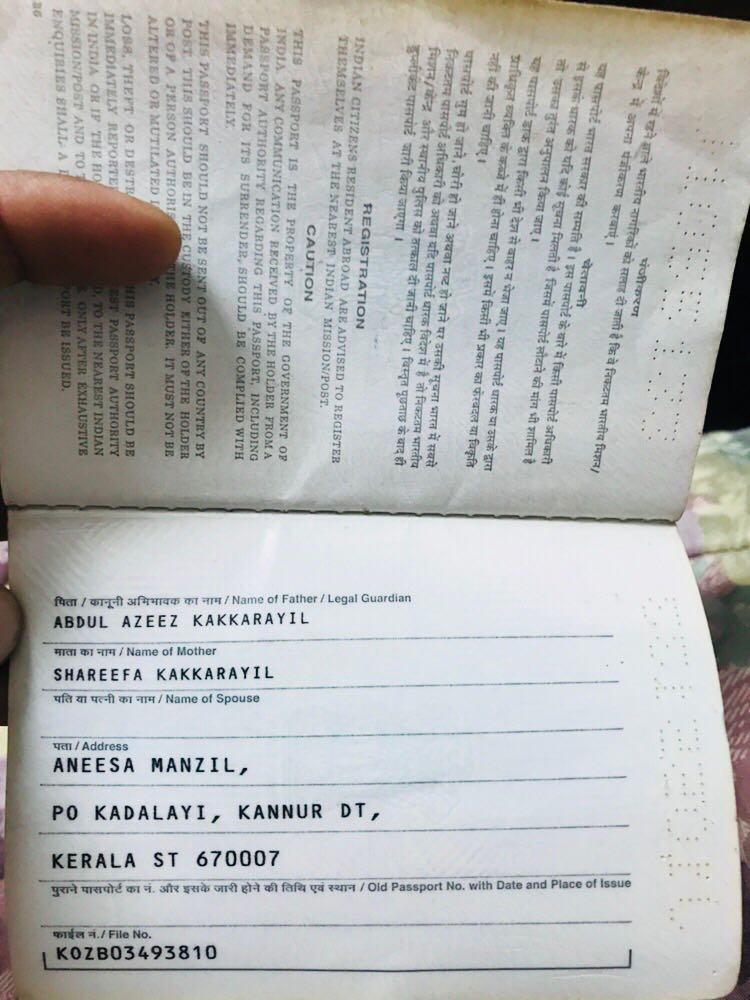 पंजीकरण
विदेशों में रहने वाले भारतीय नागरिकों को सलाह दी जाती है कि वे निकटतम भारतीय मिशन/
केन्द्र से अपना पंजीकरण करवाएं।
चेतावनी
यह पासपोर्ट भारत सरकार की सम्पत्ति है। इस पासपोर्ट के बारे में किसी पासपोर्ट अधिकारी
से इसके धारक को यदि कोई सूचना मिलती है जिसमें पासपोर्ट लौटाने की मांग भी शामिल है
तो उसका तुरंत अनुपालन किया जाए।
यह पासपोर्ट डाक द्वारा किसी भी देश से बाहर न भेजा जाए। यह पासपोर्ट धारक या उसके द्वारा
प्राधिकृत व्यक्ति के कब्जे में ही होना चाहिए। इसमें किसी भी प्रकार का फेरबदल या विकृति
नहीं की जानी चाहिए।
पासपोर्ट गुम हो जाने, चोरी हो जाने अथवा नष्ट हो जाने पर उसकी सूचना भारत में सबसे
निकटतम पासपोर्ट अधिकारी को अथवा यदि पासपोर्ट धारक विदेश में है तो निकटतम भारतीय
मिशन/केन्द्र और स्थानीय पुलिस को तत्काल दी जानी चाहिए। विस्तृत पूछताछ के बाद ही
डुप्लीकेट पासपोर्ट जारी किया जाएगा।
REGISTRATION
INDIAN CITIZENS RESIDENT ABROAD ARE ADVISED TO REGISTER
THEMSELVES AT THE NEAREST INDIAN MISSION/POST.
CAUTION
THIS PASSPORT IS THE PROPERTY OF THE GOVERNMENT OF
INDIA. ANY COMMUNICATION RECEIVED BY THE HOLDER FROM A
PASSPORT AUTHORITY REGARDING THIS PASSPORT, INCLUDING
DEMAND FOR ITS SURRENDER, SHOULD BE COMPLIED WITH
IMMEDIATELY.
THIS PASSPORT SHOULD NOT BE SENT OUT OF ANY COUNTRY BY
POST. THIS SHOULD BE IN THE CUSTODY EITHER OF THE HOLDER
OR OF A PERSON AUTHORIS THE HOLDER. IT MUST NOT BE
ALTERED OR MUTILATED
LOSS, THEFT OR DESTR THIS PASSPORT SHOULD BE
IMMEDIATELY REPORTE PASSPORT AUTHORITY
IN INDIA OR IF THE TO THE NEAREST INDIAN
MISSION/POST AND TO ONLY AFTER EXHAUSTIVE
ENQUIRIES SHALL A BE ISSUED.
36
पिता / कानूनी अभिभावक का नाम / Name of Father / Legal Guardian
ABDUL AZEEZ KAKKARAYIL
माता का नाम / Name of Mother
SHAREEFA KAKKARAYIL
पति या पत्नी का नाम / Name of Spouse
पता / Address
ANEESA MANZIL,
PO KADALAYI, KANNUR DT,
KERALA ST 670007
पुराने पासपोर्ट का नं. और इसके जारी होने की तिथि एवं स्थान / Old Passport No. with Date and Place of Issue
फाईल नं./ File No.
KOZB03493810